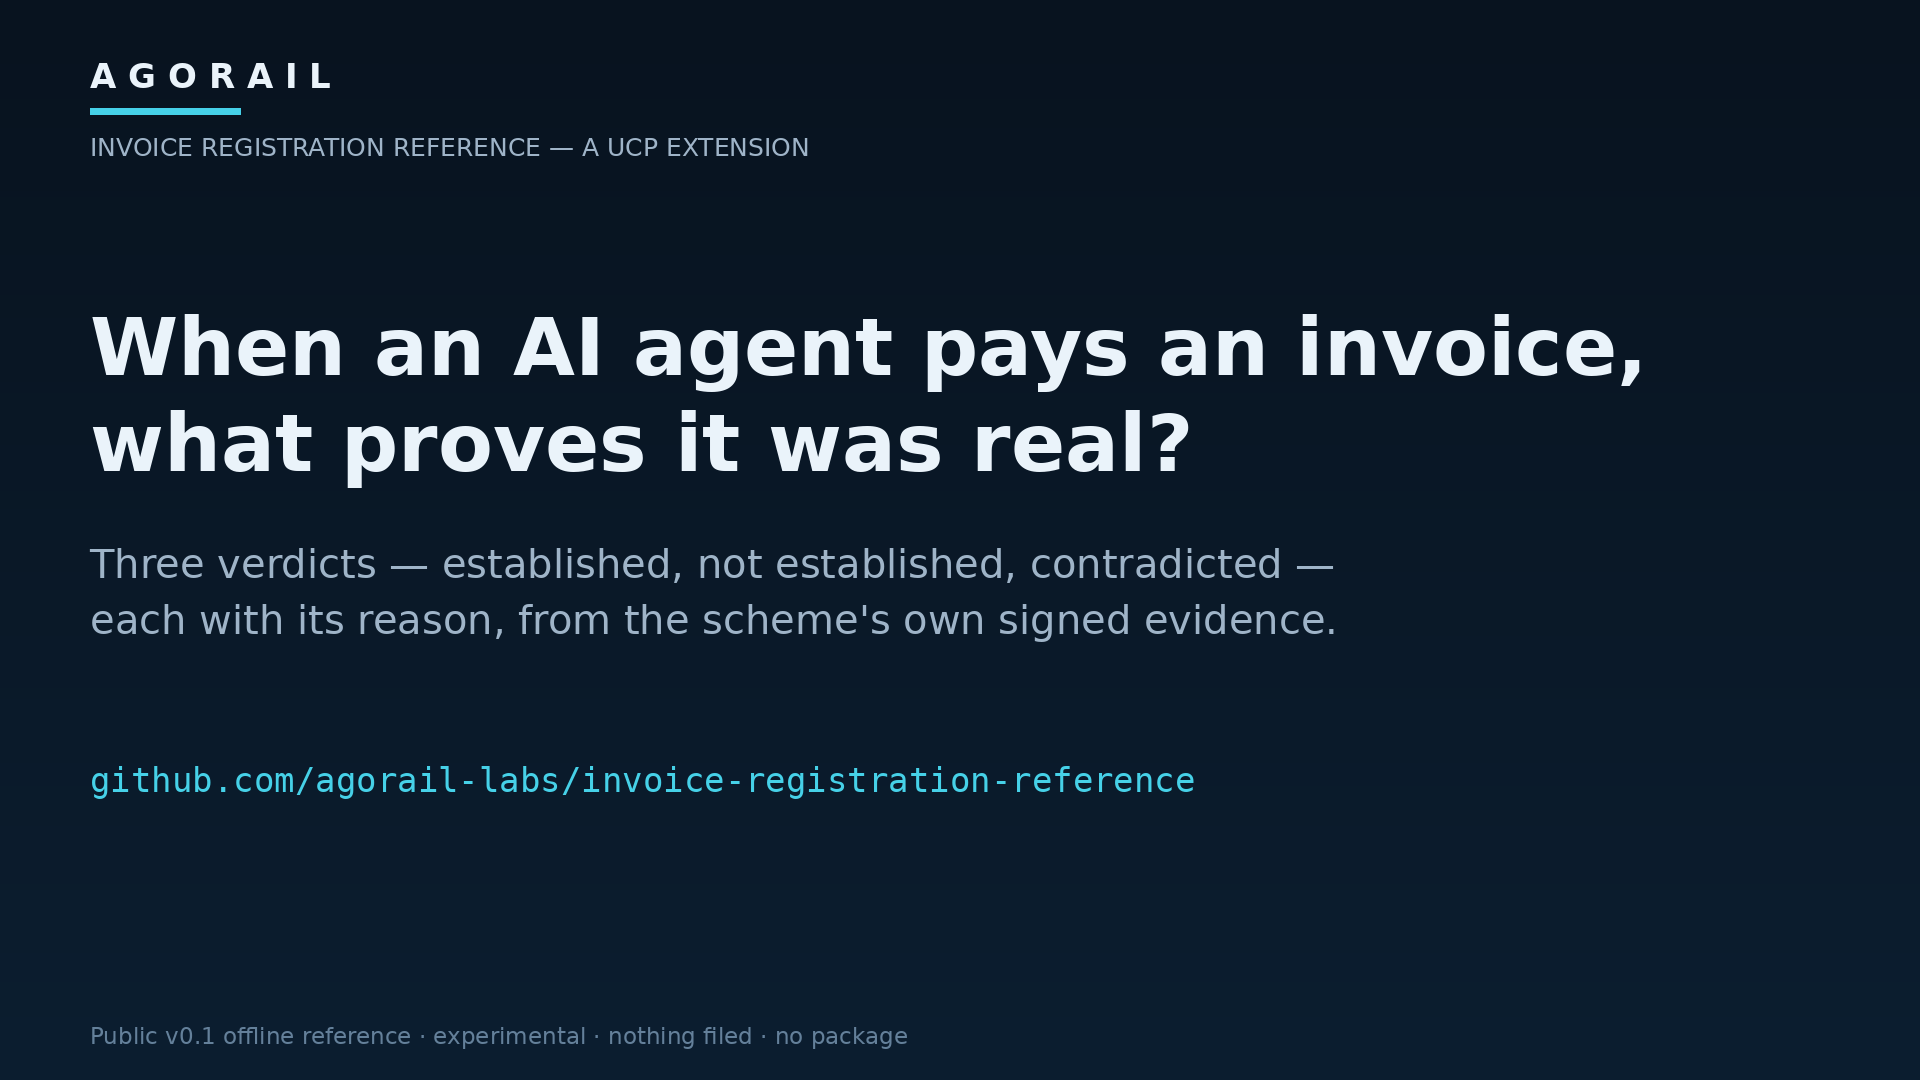 AGORAIL
INVOICE REGISTRATION REFERENCE — A UCP EXTENSION
When an AI agent pays an invoice,
what proves it was real?
Three verdicts — established, not established, contradicted —
each with its reason, from the scheme's own signed evidence.
github.com/agorail-labs/invoice-registration-reference
Public v0.1 offline reference · experimental · nothing filed · no package